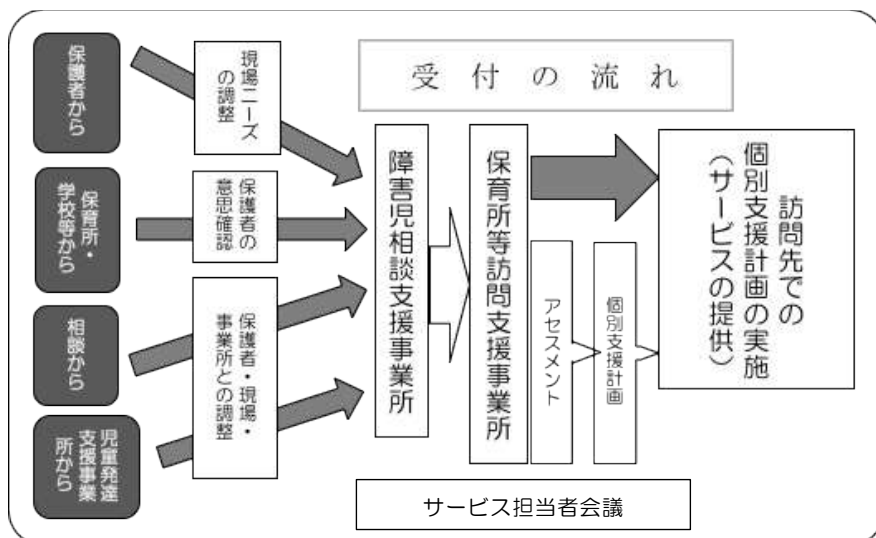 受付の流れ
保護者から
保育所・
学校等から
相談から
児童発達
支援事業
所から
現場ニーズ
の調整
保護者の
意思確認
保護者・現場・
事業所との調整
障害児相談支援事業所
保育所等訪問支援事業所
アセスメント
個別支援計画
訪問先での
個別支援計画の実施
（サービスの提供）
サービス担当者会議